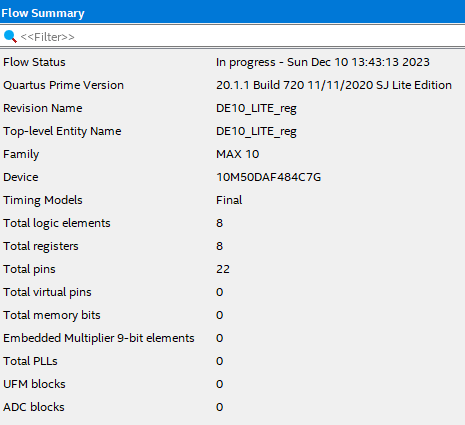 Flow Summary
<<Filter>>
Flow Status In progress - Sun Dec 10 13:43:13 2023
Quartus Prime Version 20.1.1 Build 720 11/11/2020 SJ Lite Edition
Revision Name DE10_LITE_reg
Top-level Entity Name DE10_LITE_reg
Family MAX 10
Device 10M50DAF484C7G
Timing Models Final
Total logic elements 8
Total registers 8
Total pins 22
Total virtual pins 0
Total memory bits 0
Embedded Multiplier 9-bit elements 0
Total PLLs 0
UFM blocks 0
ADC blocks 0